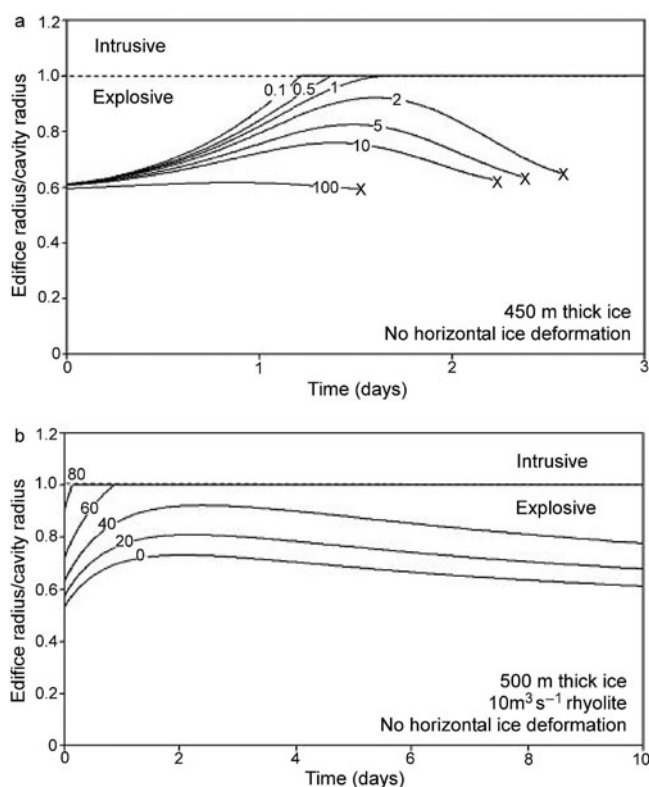 a
1.2
Intrusive
1.0
Explosive
0.1
0.5
1
2
0.8
5
10
0.6
100
X
X
X
X
0.4
0.2
450 m thick ice
No horizontal ice deformation
0
0
1
2
3
Time (days)
Edifice radius/cavity radius
b
1.2
80
Intrusive
1.0
60
Explosive
40
0.8
20
0
0.6
0.4
0.2
500 m thick ice
10m³ s⁻¹ rhyolite
No horizontal ice deformation
0
0
2
4
6
8
10
Time (days)
Edifice radius/cavity radius